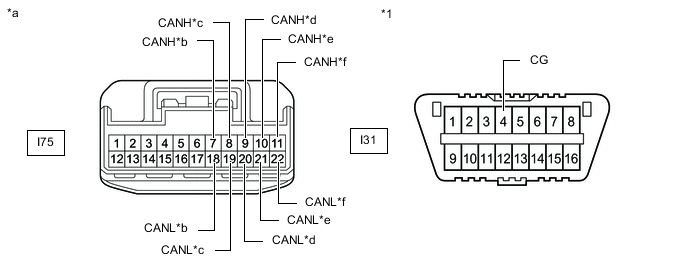 *a
*1
CANH*c
CANH*d
CANH*b
CANH*e
CANH*f
CG
I75
1 2 3 4 5 6 7 8 9 10 11
12 13 14 15 16 17 18 19 20 21 22
I31
1 2 3 4 5 6 7 8
9 10 11 12 13 14 15 16
CANL*f
CANL*b
CANL*e
CANL*c
CANL*d